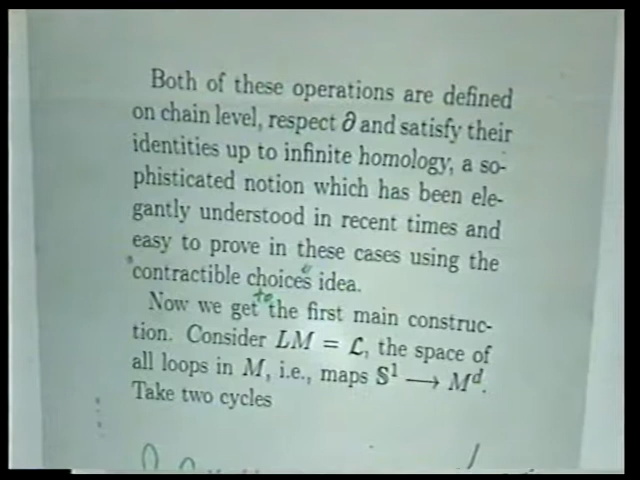 Both of these operations are defined
on chain level, respect ∂ and satisfy their
identities up to infinite homology, a so-
phisticated notion which has been ele-
gantly understood in recent times and
easy to prove in these cases using the
"contractible choices" idea.
Now we get to the first main construc-
tion. Consider LM = ℒ, the space of
all loops in M, i.e., maps 𝕊¹ ⟶ Mᵈ.
Take two cycles